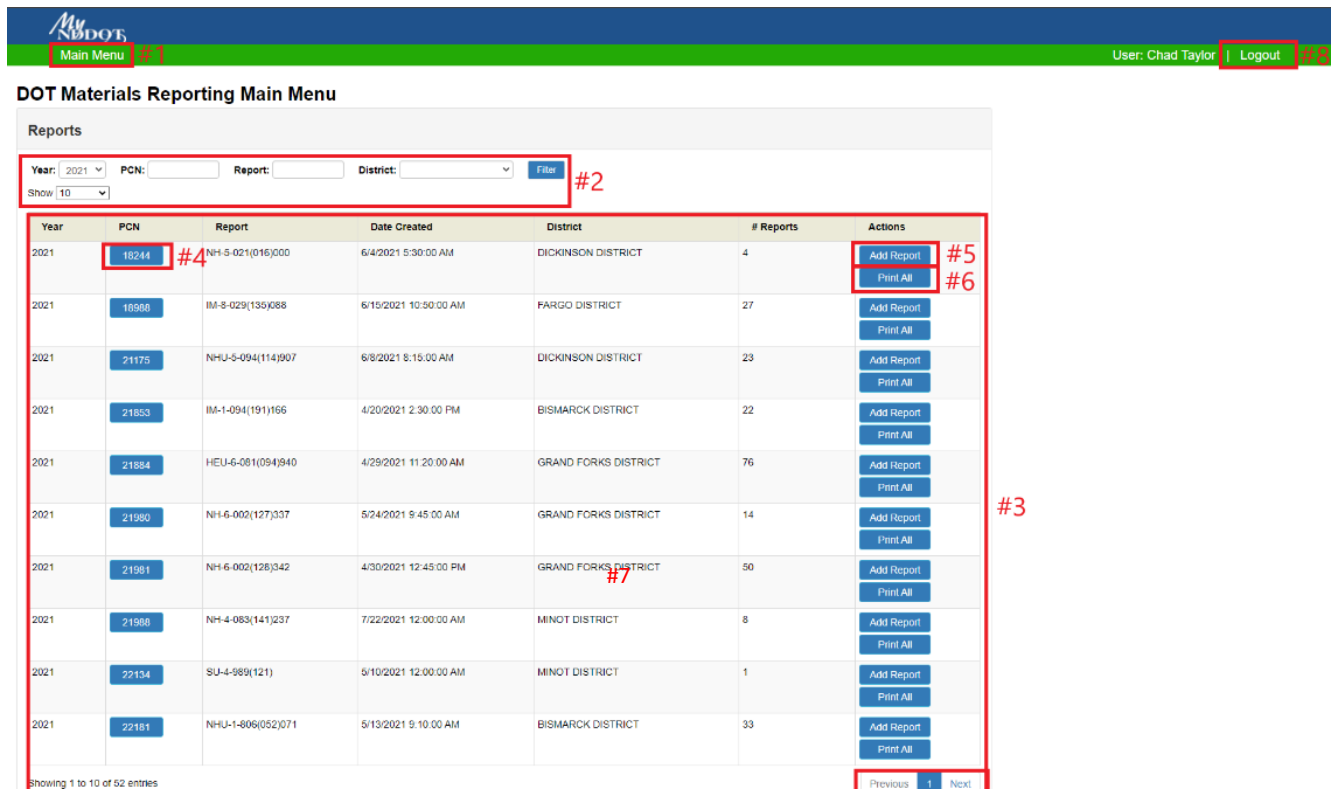 My NDDOT
Main Menu #1 User: Chad Taylor | Logout #8
DOT Materials Reporting Main Menu
Reports
Year: 2021 PCN: Report: District: Filter
#2
Show 10
Year PCN Report Date Created District # Reports Actions
2021 18244 #4 NH-5-021(016)000 6/4/2021 5:30:00 AM DICKINSON DISTRICT 4 Add Report #5
Print All #6
2021 18988 IM-8-029(135)088 6/15/2021 10:50:00 AM FARGO DISTRICT 27 Add Report
Print All
2021 21175 NHU-5-094(114)907 6/8/2021 8:15:00 AM DICKINSON DISTRICT 23 Add Report
Print All
2021 21853 IM-1-094(191)166 4/20/2021 2:30:00 PM BISMARCK DISTRICT 22 Add Report
Print All
2021 21884 HEU-6-081(094)940 4/29/2021 11:20:00 AM GRAND FORKS DISTRICT 76 Add Report
Print All
#3
2021 21980 NH-6-002(127)337 5/24/2021 9:45:00 AM GRAND FORKS DISTRICT 14 Add Report
Print All
2021 21981 NH-6-002(128)342 4/30/2021 12:45:00 PM GRAND FORKS DISTRICT 50 Add Report
#7
Print All
2021 21988 NH-4-083(141)237 7/22/2021 12:00:00 AM MINOT DISTRICT 8 Add Report
Print All
2021 22134 SU-4-989(121) 5/10/2021 12:00:00 AM MINOT DISTRICT 1 Add Report
Print All
2021 22181 NHU-1-806(052)071 5/13/2021 9:10:00 AM BISMARCK DISTRICT 33 Add Report
Print All
Showing 1 to 10 of 52 entries Previous 1 Next